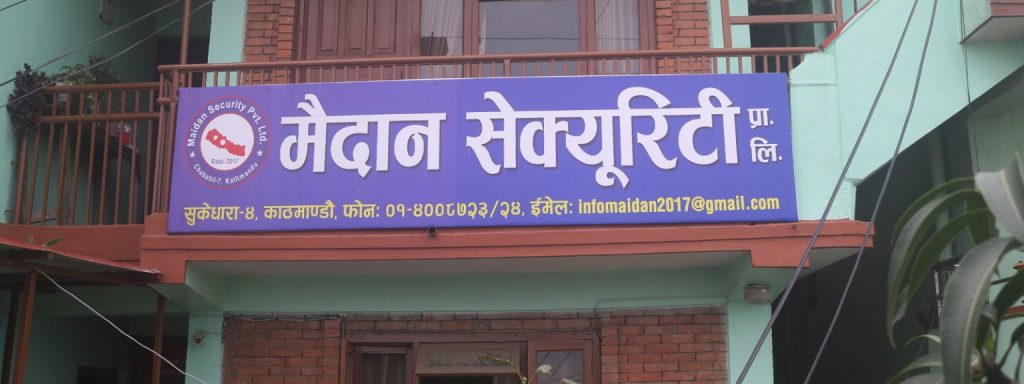 Maidan Security Pvt. Ltd.
Estd.: 2017
Chabahil-7, Kathmandu
मैदान सेक्यूरिटी प्रा. लि.
सुकेधारा-४, काठमाण्डौ, फोन: ०१-४००८७२३/२४, ईमेल: infomaidan2017@gmail.com